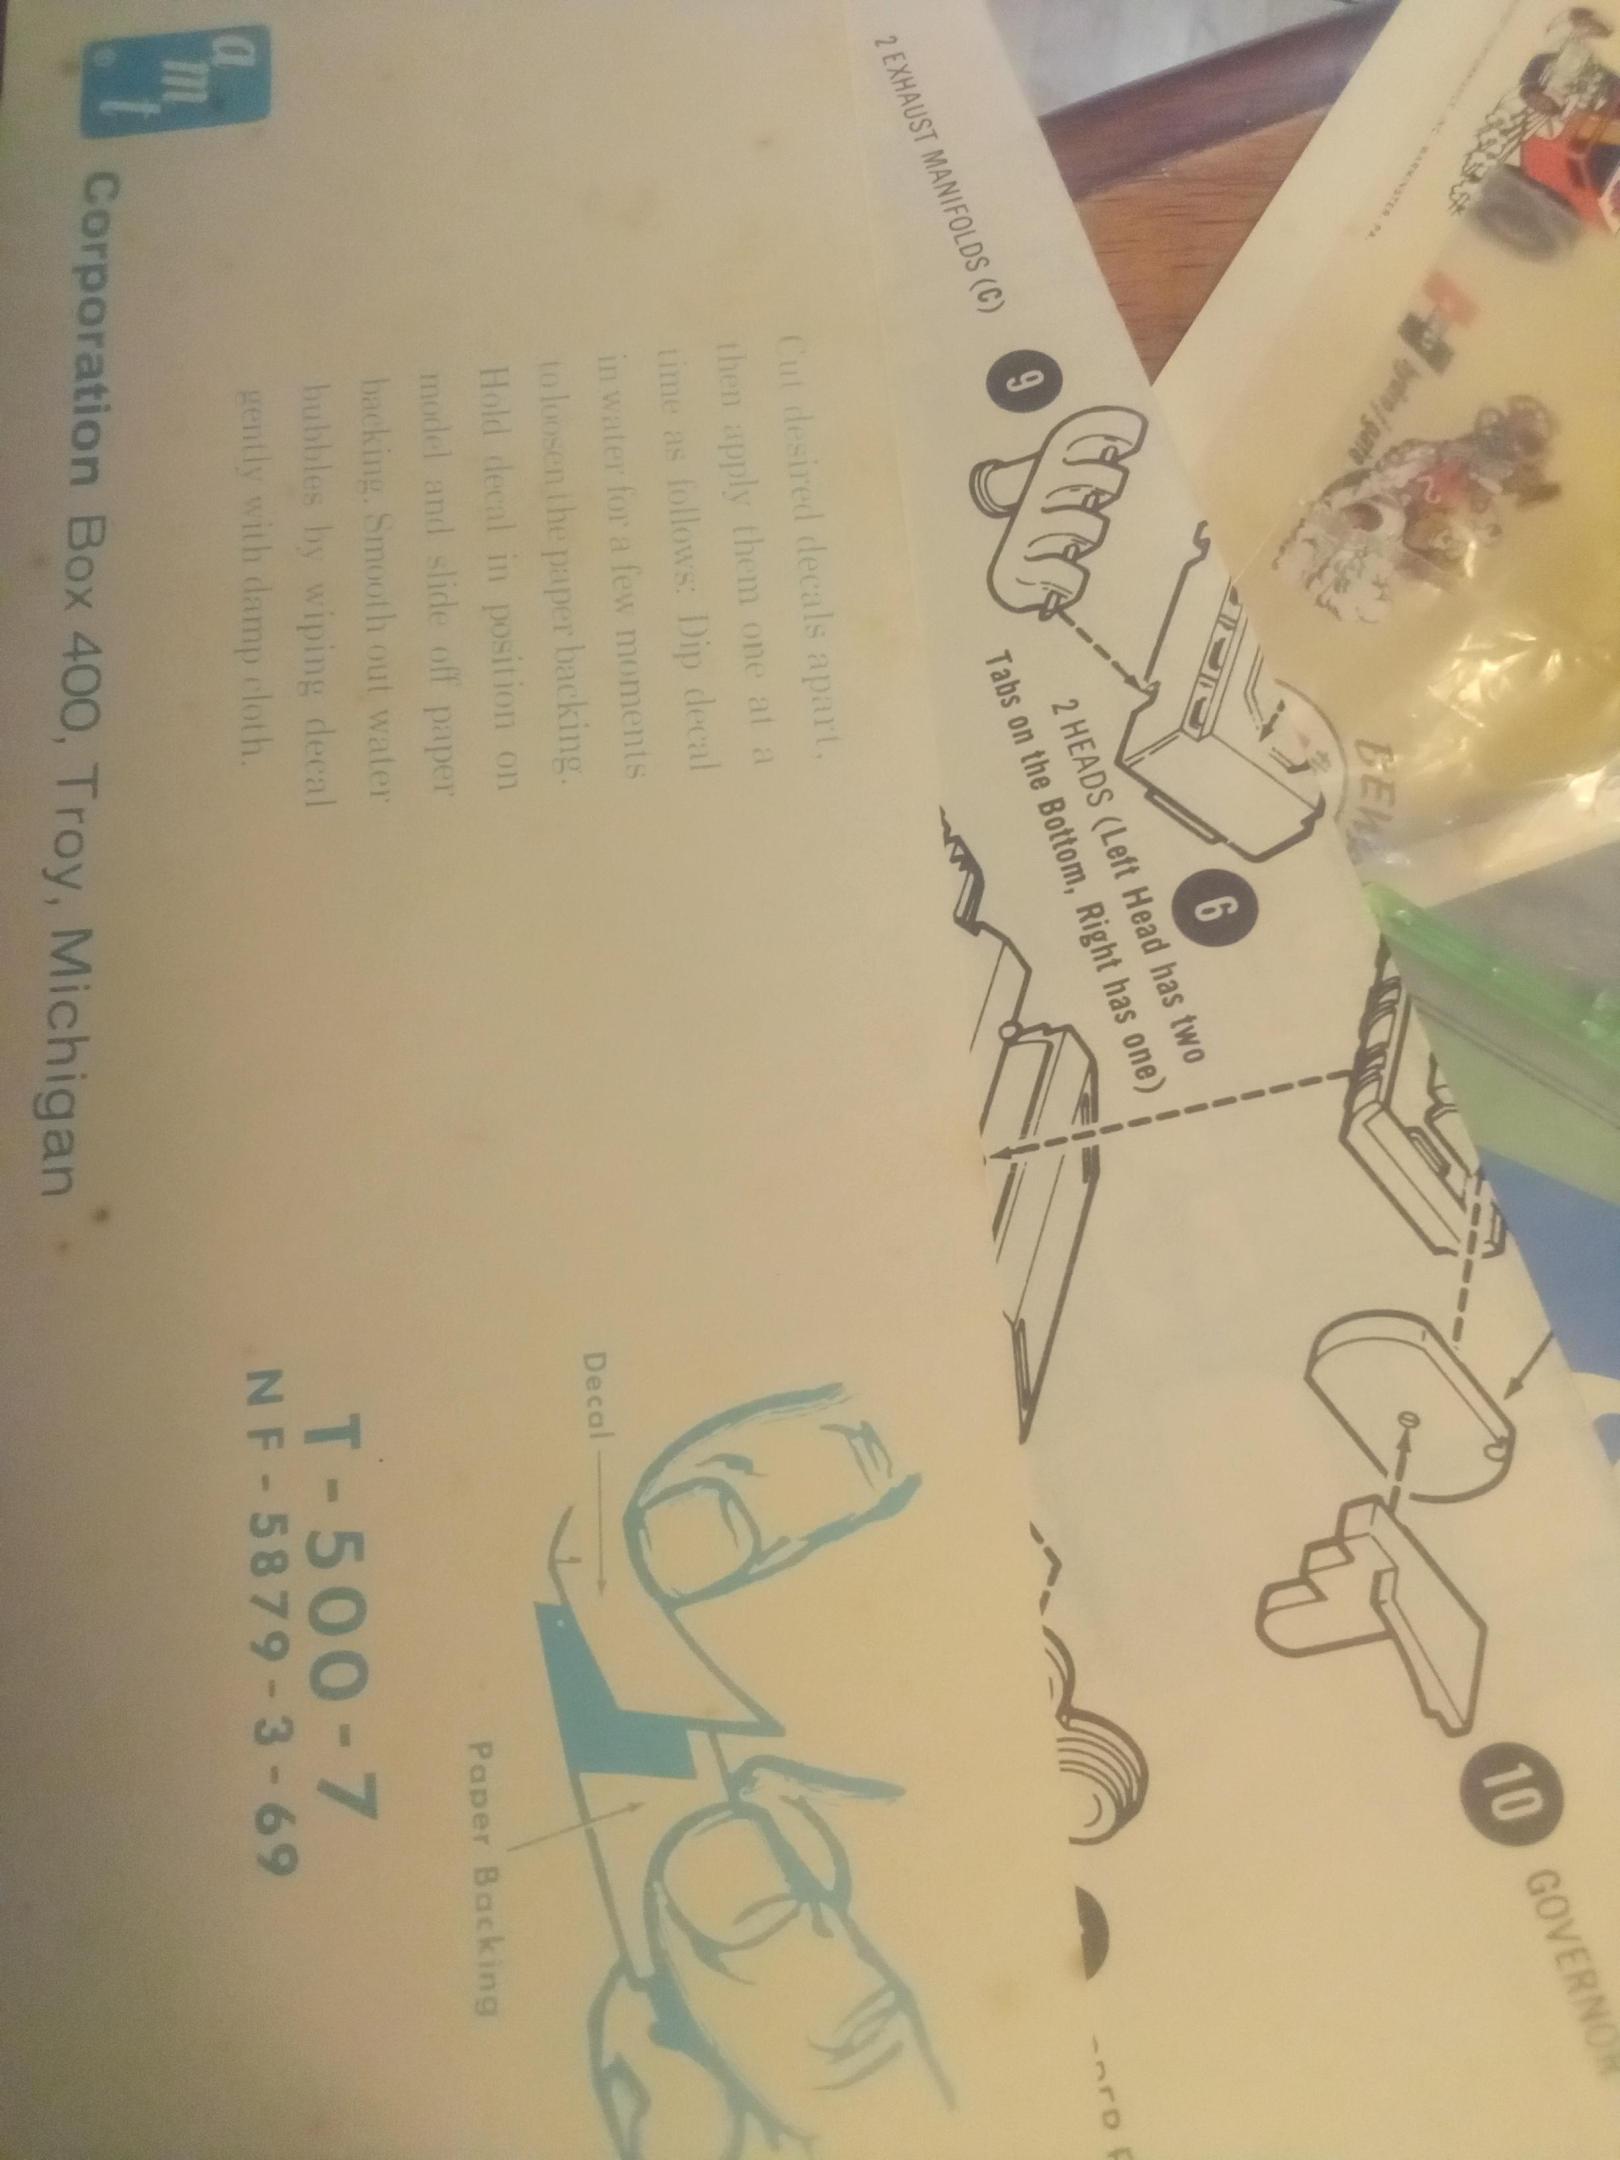 amt
Corporation Box 400, Troy, Michigan
Cut desired decals apart,
then apply them one at a
time as follows: Dip decal
in water for a few moments
to loosen the paper backing.
Hold decal in position on
model and slide off paper
backing. Smooth out water
bubbles by wiping decal
gently with damp cloth.
Decal
Paper Backing
T-500-7
NF-5879-3-69
2 EXHAUST MANIFOLDS (C)
9
6
2 HEADS (Left Head has two
Tabs on the Bottom, Right has one)
10
GOVERNOR